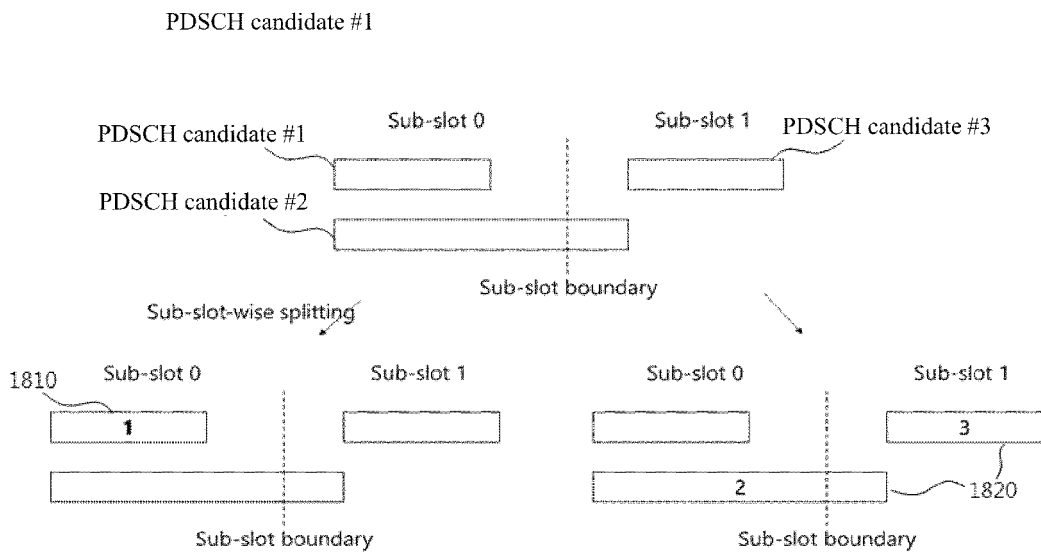 PDSCH candidate #1
Sub-slot 0
Sub-slot 1
PDSCH candidate #1
PDSCH candidate #3
PDSCH candidate #2
Sub-slot boundary
Sub-slot-wise splitting
Sub-slot 0
Sub-slot 1
Sub-slot 0
Sub-slot 1
1810
1
3
2
1820
Sub-slot boundary
Sub-slot boundary